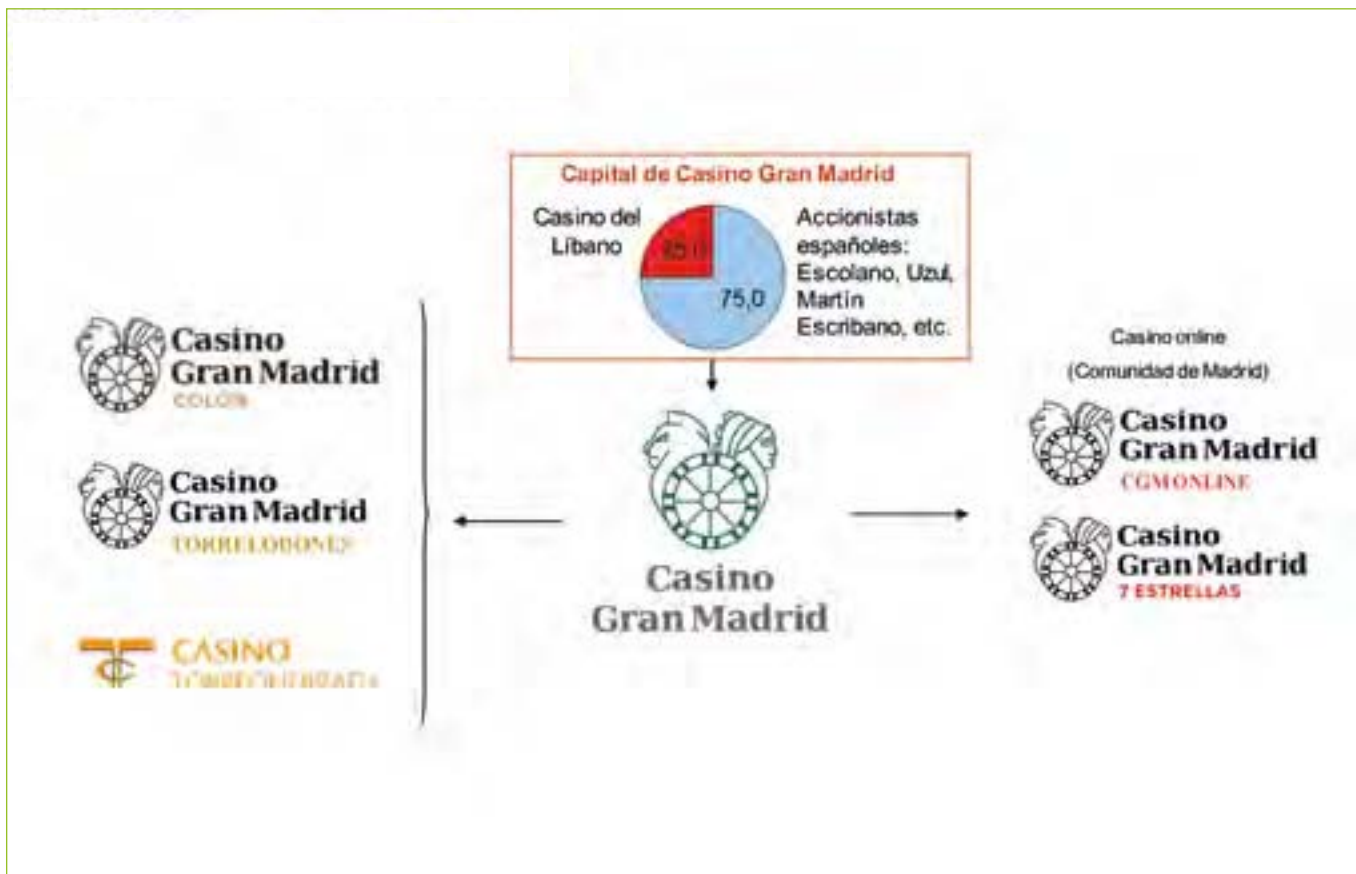 Capital de Casino Gran Madrid
Casino del
Líbano
75,0
Accionistas
españoles:
Escolano, Uzul,
Martín
Escribano, etc.
Casino
Gran Madrid
COLÓN
Casino
Gran Madrid
TORRELODONES
CASINO
Casino
Gran Madrid
Casino online
(Comunidad de Madrid)
Casino
Gran Madrid
CGMONLINE
Casino
Gran Madrid
7 ESTRELLAS